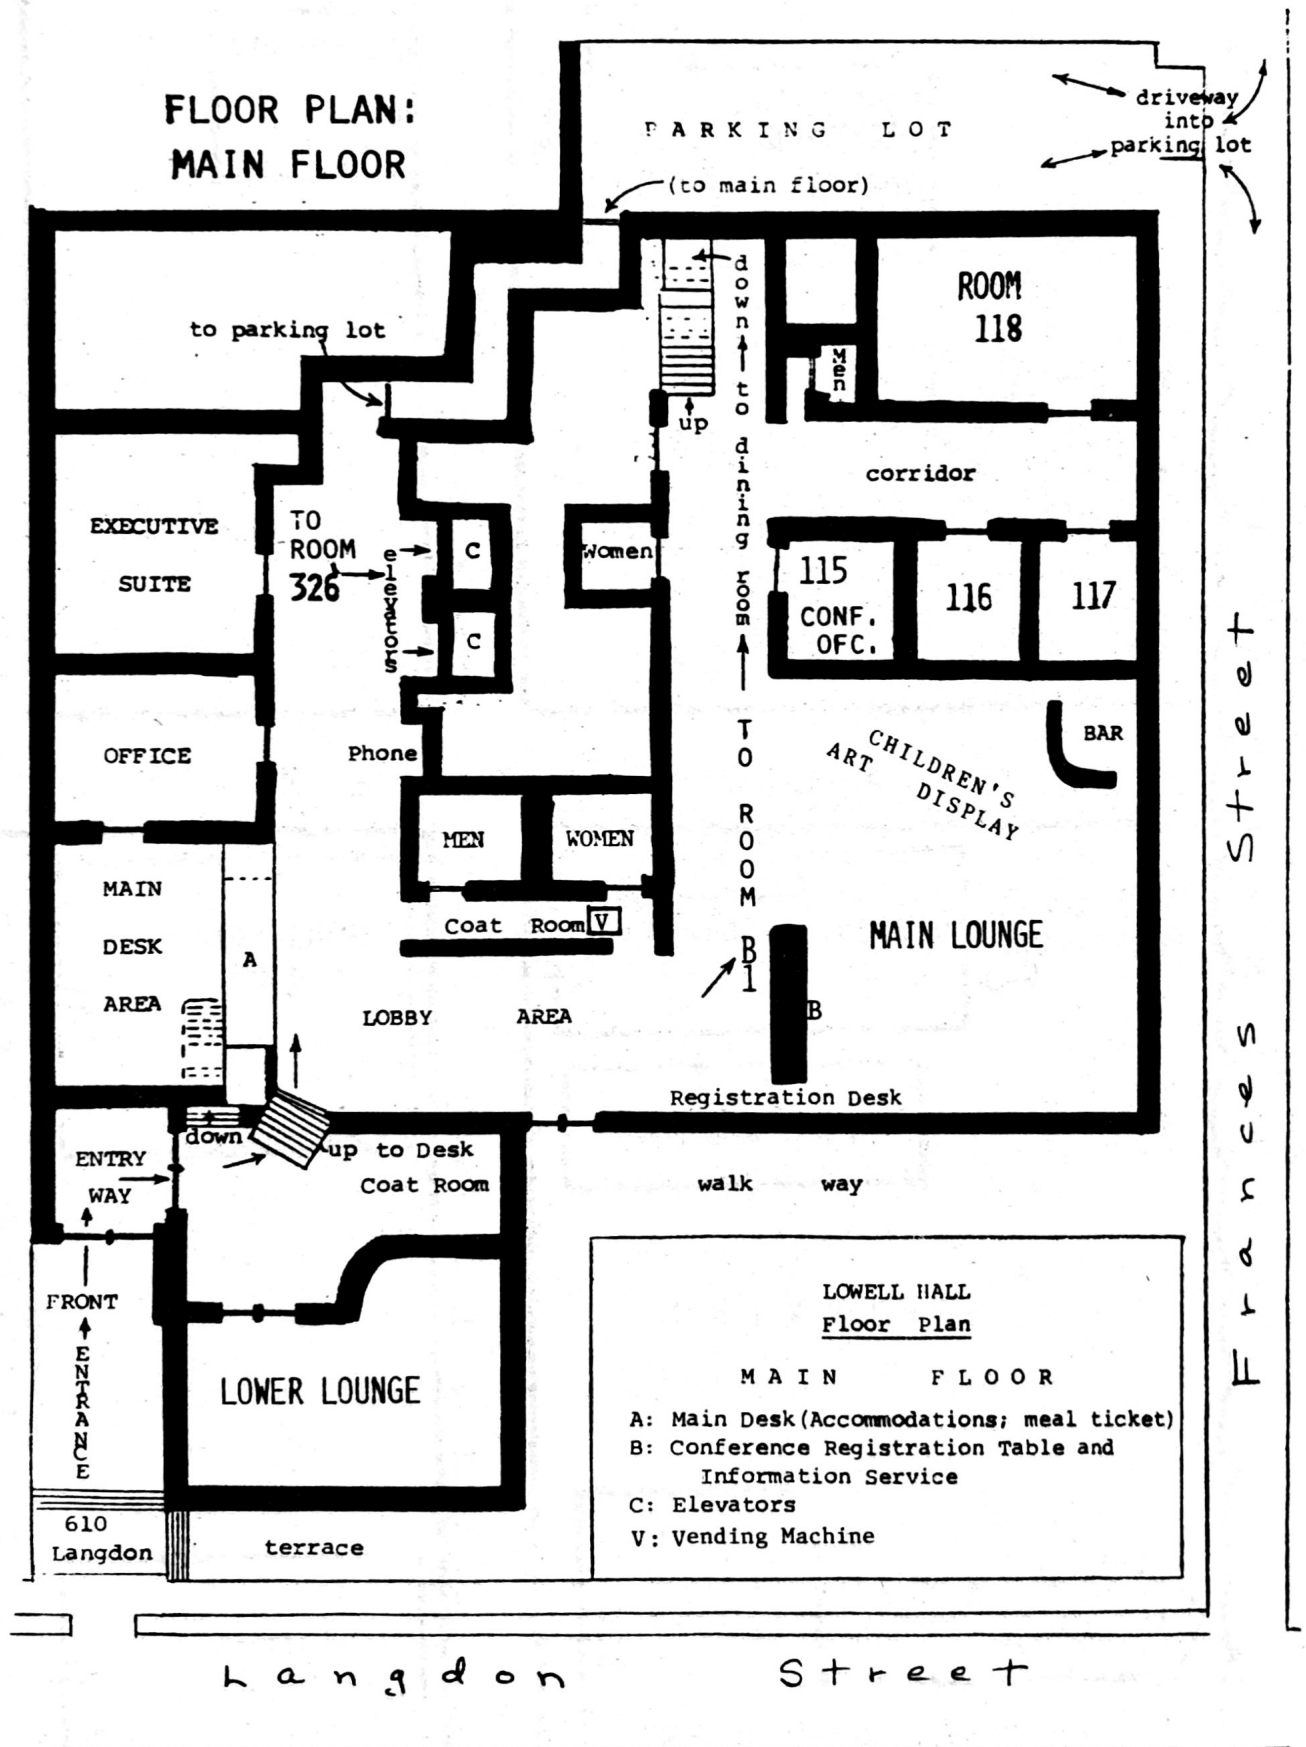 FLOOR PLAN:
MAIN FLOOR
PARKING LOT
driveway
into
parking lot
(to main floor)
to parking lot
down to dining room
up
Men
ROOM
118
corridor
EXECUTIVE
SUITE
TO
ROOM
326
elevators
C
C
Women
115
CONF.
OFC.
116
117
OFFICE
Phone
TO ROOM B1
CHILDREN'S
ART DISPLAY
BAR
MEN
WOMEN
Coat Room V
MAIN
DESK
AREA
A
MAIN LOUNGE
LOBBY AREA
B
Registration Desk
down
up to Desk
Coat Room
ENTRY
WAY
walk way
FRONT
ENTRANCE
LOWER LOUNGE
610
Langdon
terrace
LOWELL HALL
Floor Plan
MAIN FLOOR
A: Main Desk(Accommodations; meal ticket)
B: Conference Registration Table and
Information Service
C: Elevators
V: Vending Machine
Frances Street
Langdon Street